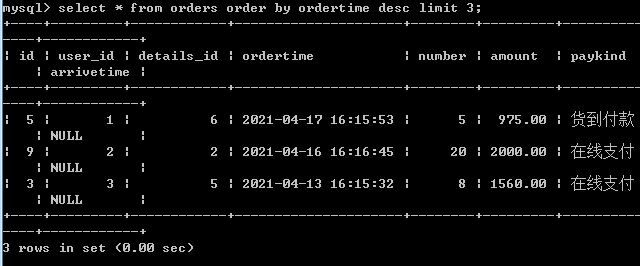 mysql> select * from orders order by ordertime desc limit 3;
+----+---------+------------+---------------------+--------+---------+----------
----+------------+
| id | user_id | details_id | ordertime           | number | amount  | paykind
    | arrivetime |
+----+---------+------------+---------------------+--------+---------+----------
----+------------+
|  5 |       1 |          6 | 2021-04-17 16:15:53 |      5 |  975.00 | 货到付款
    | NULL       |
|  9 |       2 |          2 | 2021-04-16 16:16:45 |     20 | 2000.00 | 在线支付
    | NULL       |
|  3 |       3 |          5 | 2021-04-13 16:15:32 |      8 | 1560.00 | 在线支付
    | NULL       |
+----+---------+------------+---------------------+--------+---------+----------
----+------------+
3 rows in set (0.00 sec)